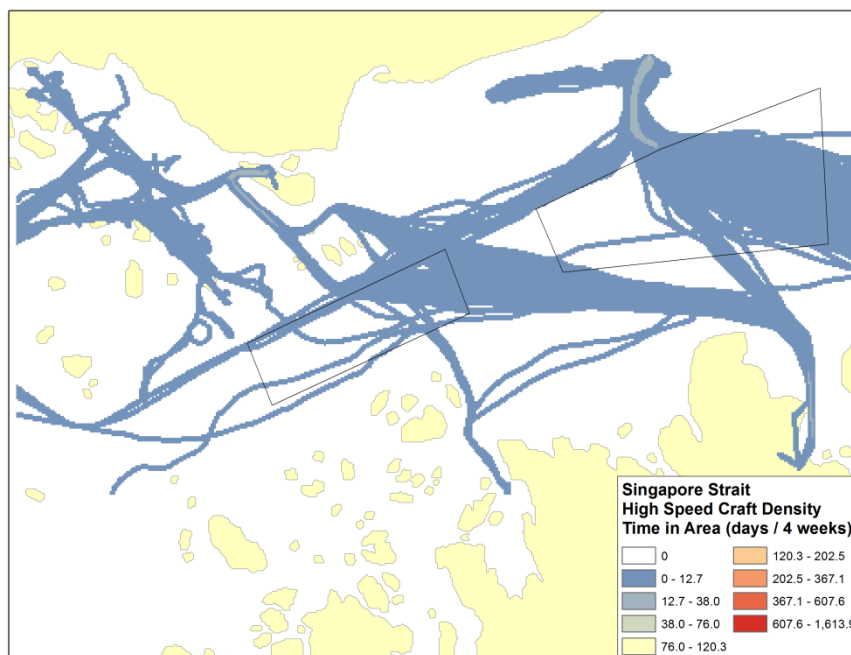 Singapore Strait
High Speed Craft Density
Time in Area (days / 4 weeks)
0
0 - 12.7
12.7 - 38.0
38.0 - 76.0
76.0 - 120.3
120.3 - 202.5
202.5 - 367.1
367.1 - 607.6
607.6 - 1,613.9